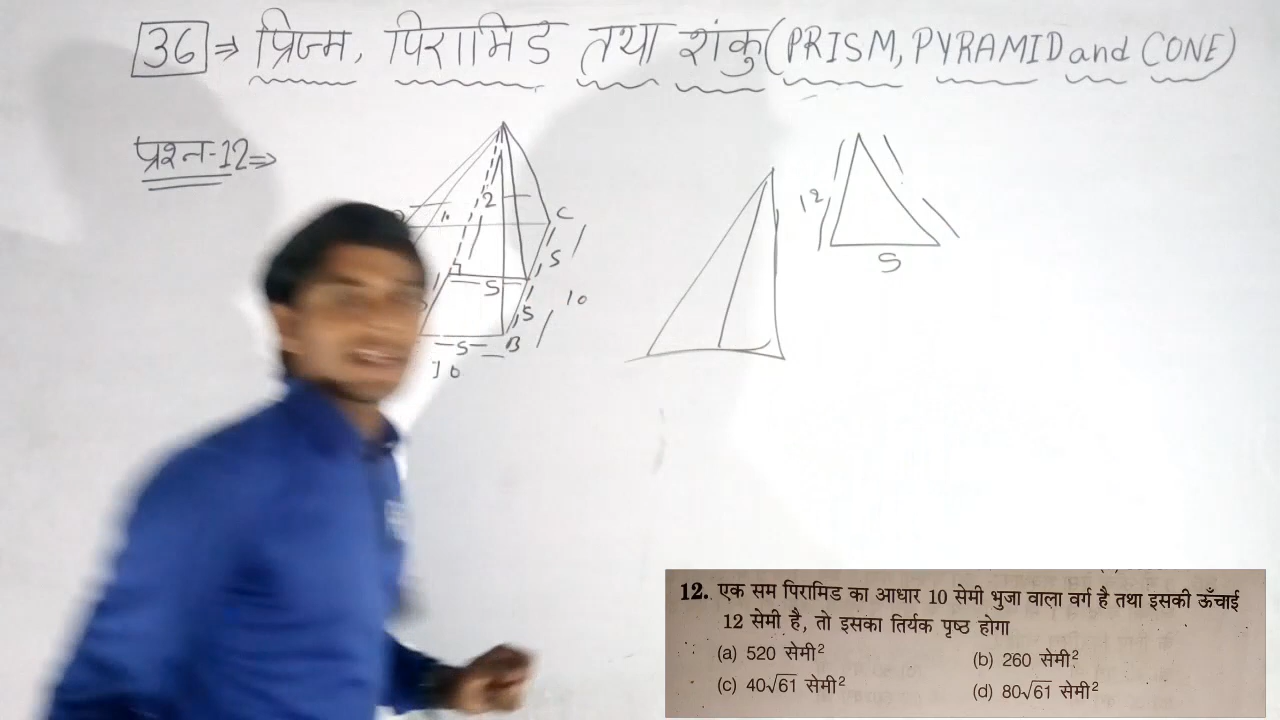 36 ⇒ प्रिज्म, पिरामिड तथा शंकु (PRISM, PYRAMID and CONE)
प्रश्न-12 ⇒
12
C
5
5
10
5
5
B
10
12
5
12. एक सम पिरामिड का आधार 10 सेमी भुजा वाला वर्ग है तथा इसकी ऊँचाई
12 सेमी है, तो इसका तिर्यक पृष्ठ होगा
(a) 520 सेमी²
(b) 260 सेमी²
(c) 40√61 सेमी²
(d) 80√61 सेमी²